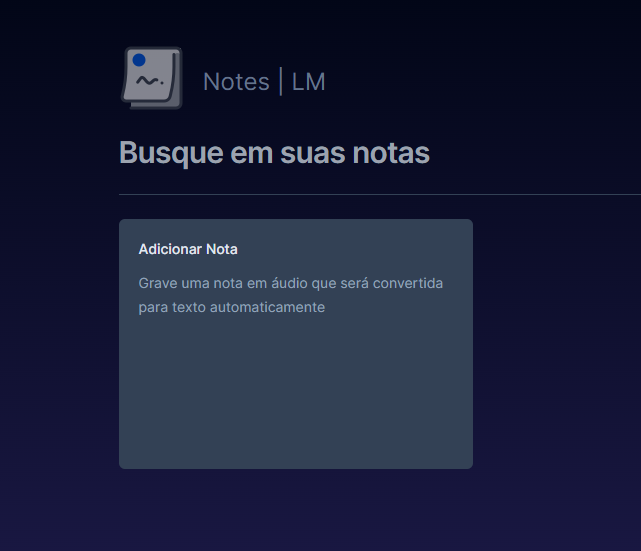 Notes | LM
Busque em suas notas
Adicionar Nota
Grave uma nota em áudio que será convertida
para texto automaticamente